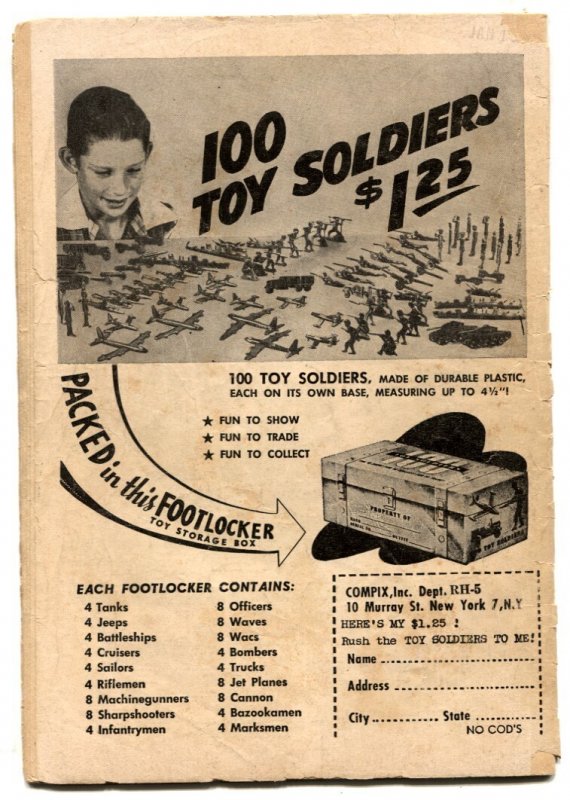 100
TOY SOLDIERS
$1.25
100 TOY SOLDIERS, MADE OF DURABLE PLASTIC,
EACH ON ITS OWN BASE, MEASURING UP TO 4½"!
★ FUN TO SHOW
★ FUN TO TRADE
★ FUN TO COLLECT
PACKED in this FOOTLOCKER
TOY STORAGE BOX
PROPERTY OF
TOY SOLDIERS
EACH FOOTLOCKER CONTAINS:
4 Tanks
4 Jeeps
4 Battleships
4 Cruisers
4 Sailors
4 Riflemen
8 Machinegunners
8 Sharpshooters
4 Infantrymen
8 Officers
8 Waves
8 Wacs
4 Bombers
4 Trucks
8 Jet Planes
8 Cannon
4 Bazookamen
4 Marksmen
COMPIX,Inc. Dept. RH-5
10 Murray St. New York 7,N.Y
HERE'S MY $1.25 !
Rush the TOY SOLDIERS TO ME!
Name
Address
City ............ State ............
NO COD'S